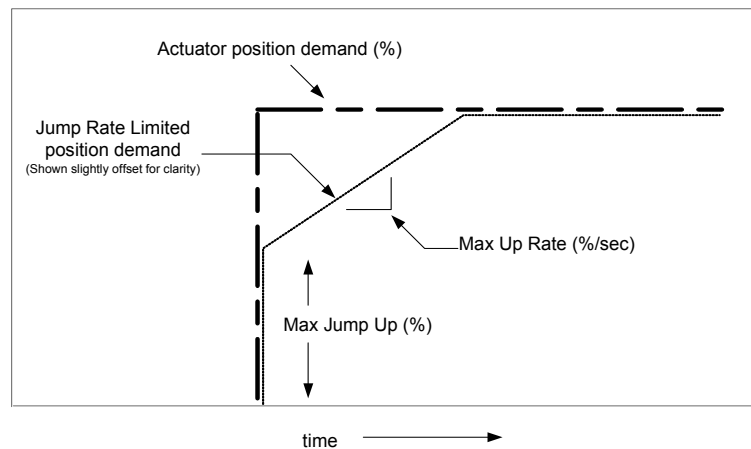 Actuator position demand (%)
Jump Rate Limited
position demand
(Shown slightly offset for clarity)
Max Up Rate (%/sec)
Max Jump Up (%)
time